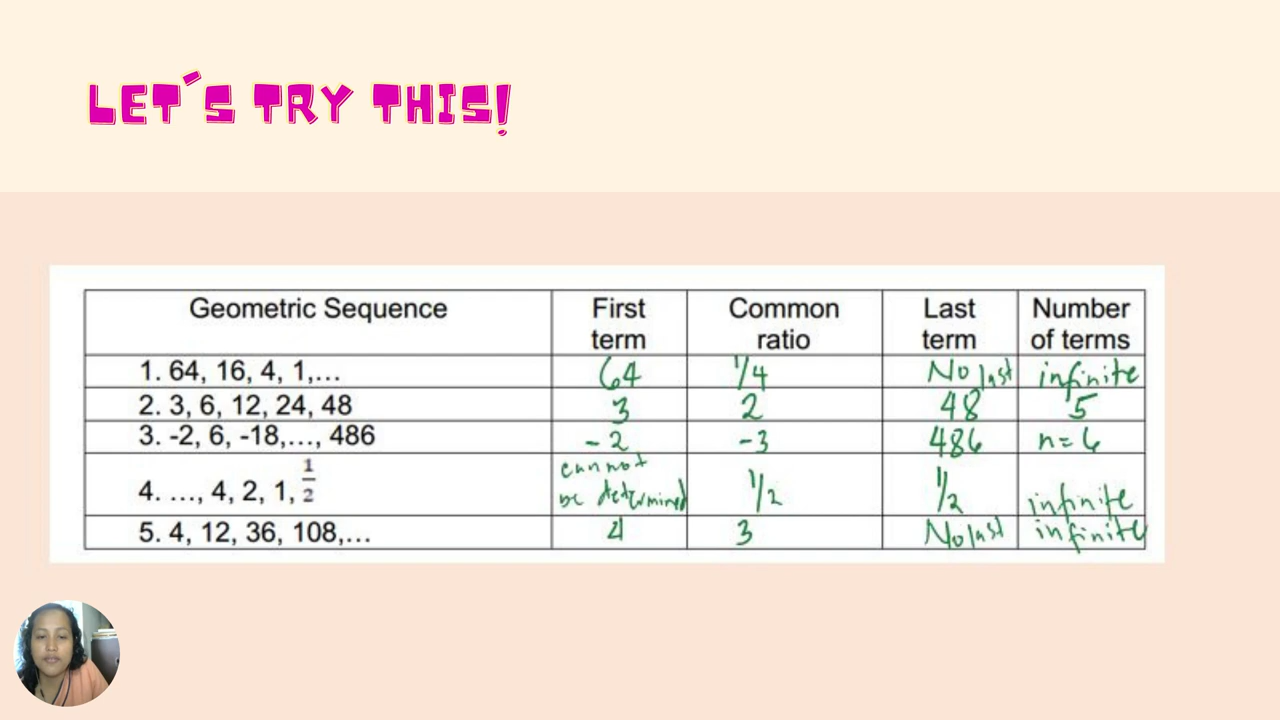 LET´S TRY THIS!
Geometric Sequence First term Common ratio Last term Number of terms
1. 64, 16, 4, 1,... 64 1/4 No last infinite
2. 3, 6, 12, 24, 48 3 2 48 5
3. -2, 6, -18,..., 486 -2 -3 486 n=6
4. ..., 4, 2, 1, 1/2 cannot be determined 1/2 1/2 infinite
5. 4, 12, 36, 108,... 4 3 No last infinite